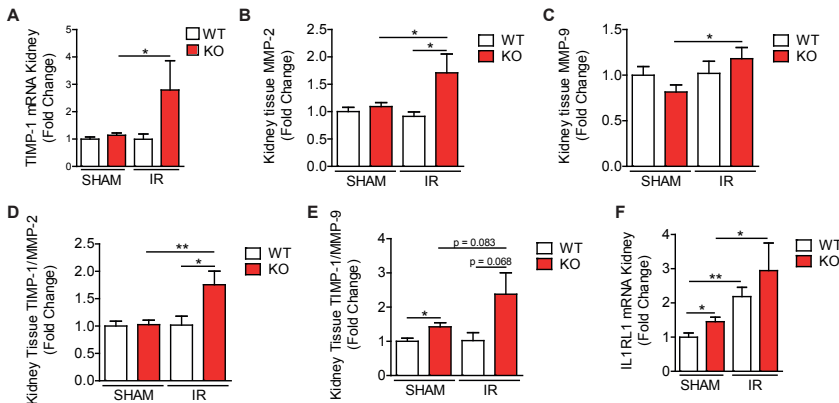 A
TIMP-1 mRNA Kidney
(Fold Change)
5
4
3
2
1
0
*
WT
KO
SHAM
IR
B
Kidney tissue MMP-2
(Fold Change)
2.5
2.0
1.5
1.0
0.5
0.0
*
*
WT
KO
SHAM
IR
C
Kidney tissue MMP-9
(Fold Change)
1.5
1.0
0.5
0.0
*
WT
KO
SHAM
IR
D
Kidney Tissue TIMP-1/MMP-2
(Fold Change)
2.5
2.0
1.5
1.0
0.5
0.0
**
*
WT
KO
SHAM
IR
E
Kidney Tissue TIMP-1/MMP-9
(Fold Change)
4
3
2
1
0
*
p = 0.083
p = 0.068
WT
KO
SHAM
IR
F
IL1RL1 mRNA Kidney
(Fold Change)
4
3
2
1
0
*
**
*
WT
KO
SHAM
IR